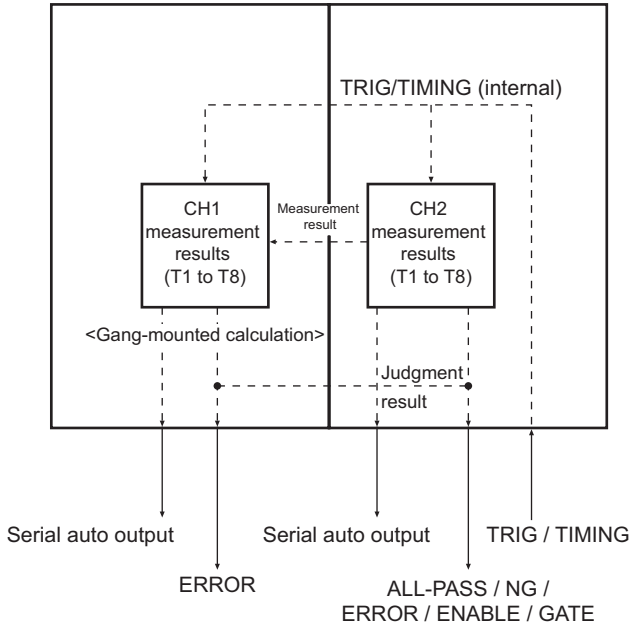 TRIG/TIMING (internal)
CH1
measurement
results
(T1 to T8)
Measurement
result
CH2
measurement
results
(T1 to T8)
<Gang-mounted calculation>
Judgment
result
Serial auto output
Serial auto output
TRIG / TIMING
ERROR
ALL-PASS / NG /
ERROR / ENABLE / GATE